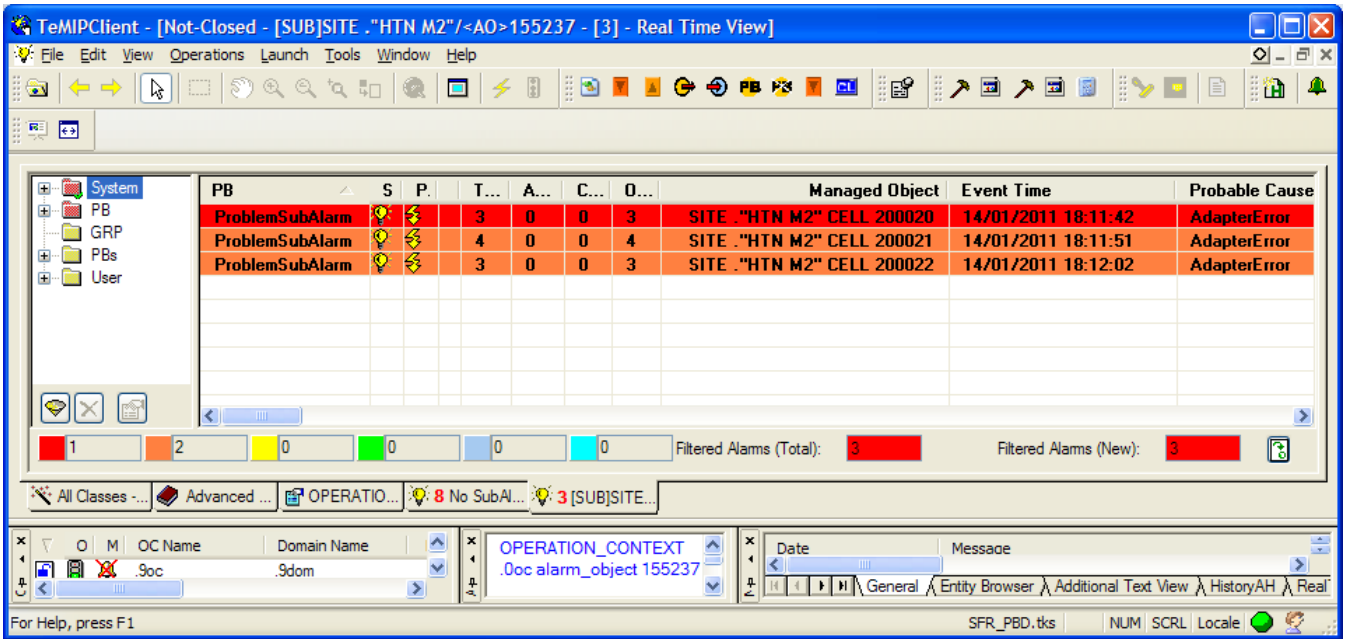 TeMIPClient - [Not-Closed - [SUB]SITE ."HTN M2"/<AO>155237 - [3] - Real Time View]
File Edit View Operations Launch Tools Window Help
PB CL
System
PB
GRP
PBs
User
PB S P. T... A... C... O... Managed Object Event Time Probable Cause
ProblemSubAlarm 3 0 0 3 SITE ."HTN M2" CELL 200020 14/01/2011 18:11:42 AdapterError
ProblemSubAlarm 4 0 0 4 SITE ."HTN M2" CELL 200021 14/01/2011 18:11:51 AdapterError
ProblemSubAlarm 3 0 0 3 SITE ."HTN M2" CELL 200022 14/01/2011 18:12:02 AdapterError
1 2 0 0 0 0 Filtered Alarms (Total): 3 Filtered Alarms (New): 3
All Classes -... Advanced ... OPERATIO... 8 No SubAl... 3 [SUB]SITE...
O M OC Name Domain Name
.9oc .9dom
OPERATION_CONTEXT
.0oc alarm_object 155237
Date Message
General Entity Browser Additional Text View HistoryAH Real
For Help, press F1 SFR_PBD.tks NUM SCRL Locale